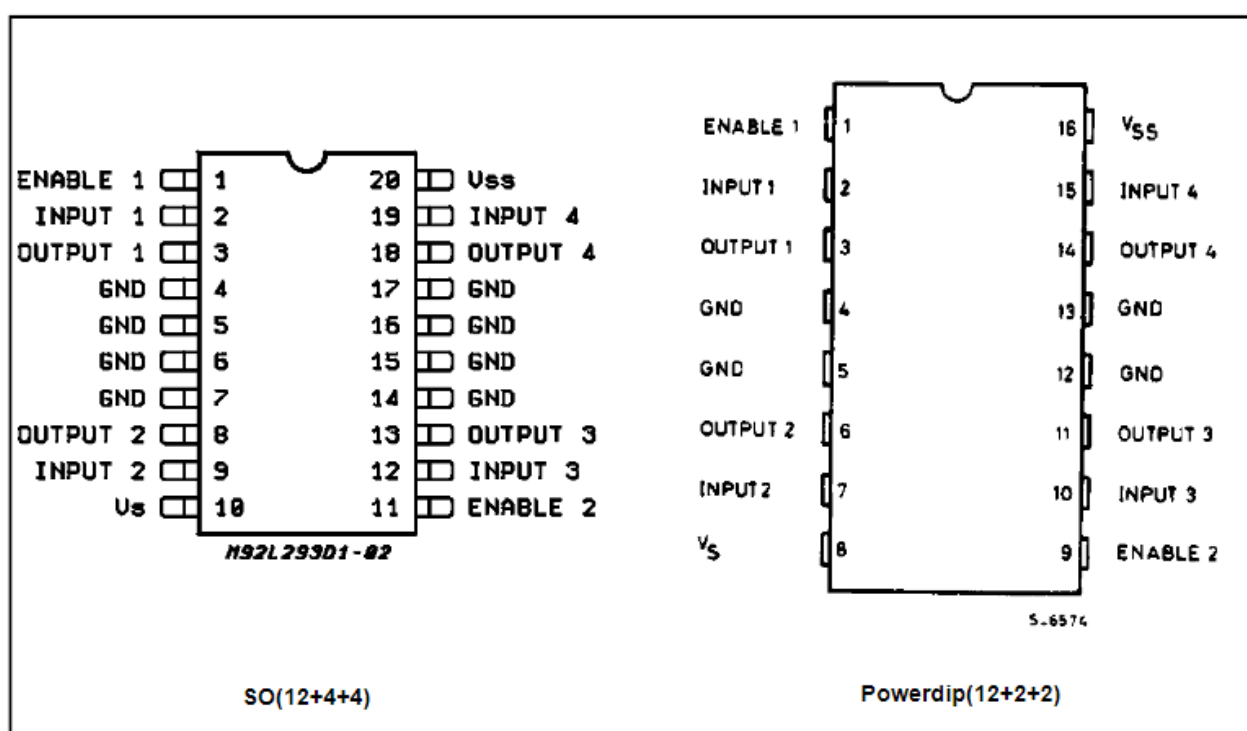 ENABLE 1 1 20 Vss
INPUT 1 2 19 INPUT 4
OUTPUT 1 3 18 OUTPUT 4
GND 4 17 GND
GND 5 16 GND
GND 6 15 GND
GND 7 14 GND
OUTPUT 2 8 13 OUTPUT 3
INPUT 2 9 12 INPUT 3
Vs 10 11 ENABLE 2
M92L293D1-02
SO(12+4+4)
ENABLE 1 1 16 VSS
INPUT 1 2 15 INPUT 4
OUTPUT 1 3 14 OUTPUT 4
GND 4 13 GND
GND 5 12 GND
OUTPUT 2 6 11 OUTPUT 3
INPUT 2 7 10 INPUT 3
VS 8 9 ENABLE 2
S-6574
Powerdip(12+2+2)